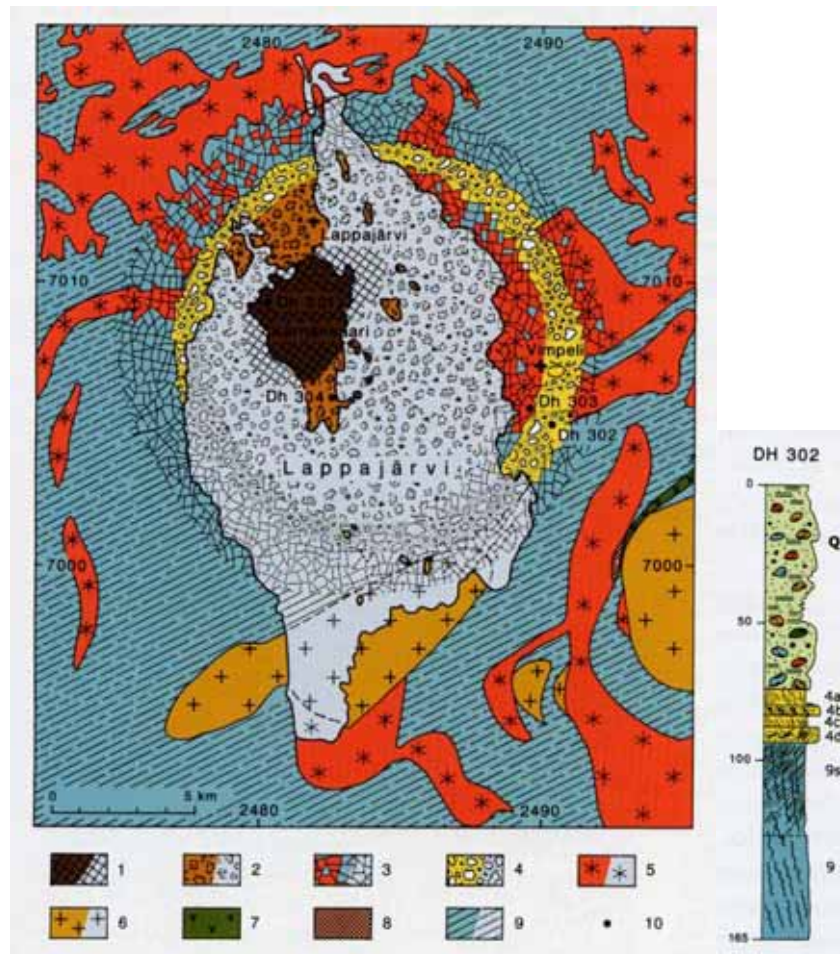 2480 2490
Lappajärvi
7010 7010
Dh 301
Vimpeli
Dh 304
Dh 303
Dh 302
Lappajärvi
7000 7000
0 5 km
2480 2490
1 2 3 4 5
6 7 8 9 10
DH 302
0
Q
50
4a
4b
4c
4d
100
9s
9
165